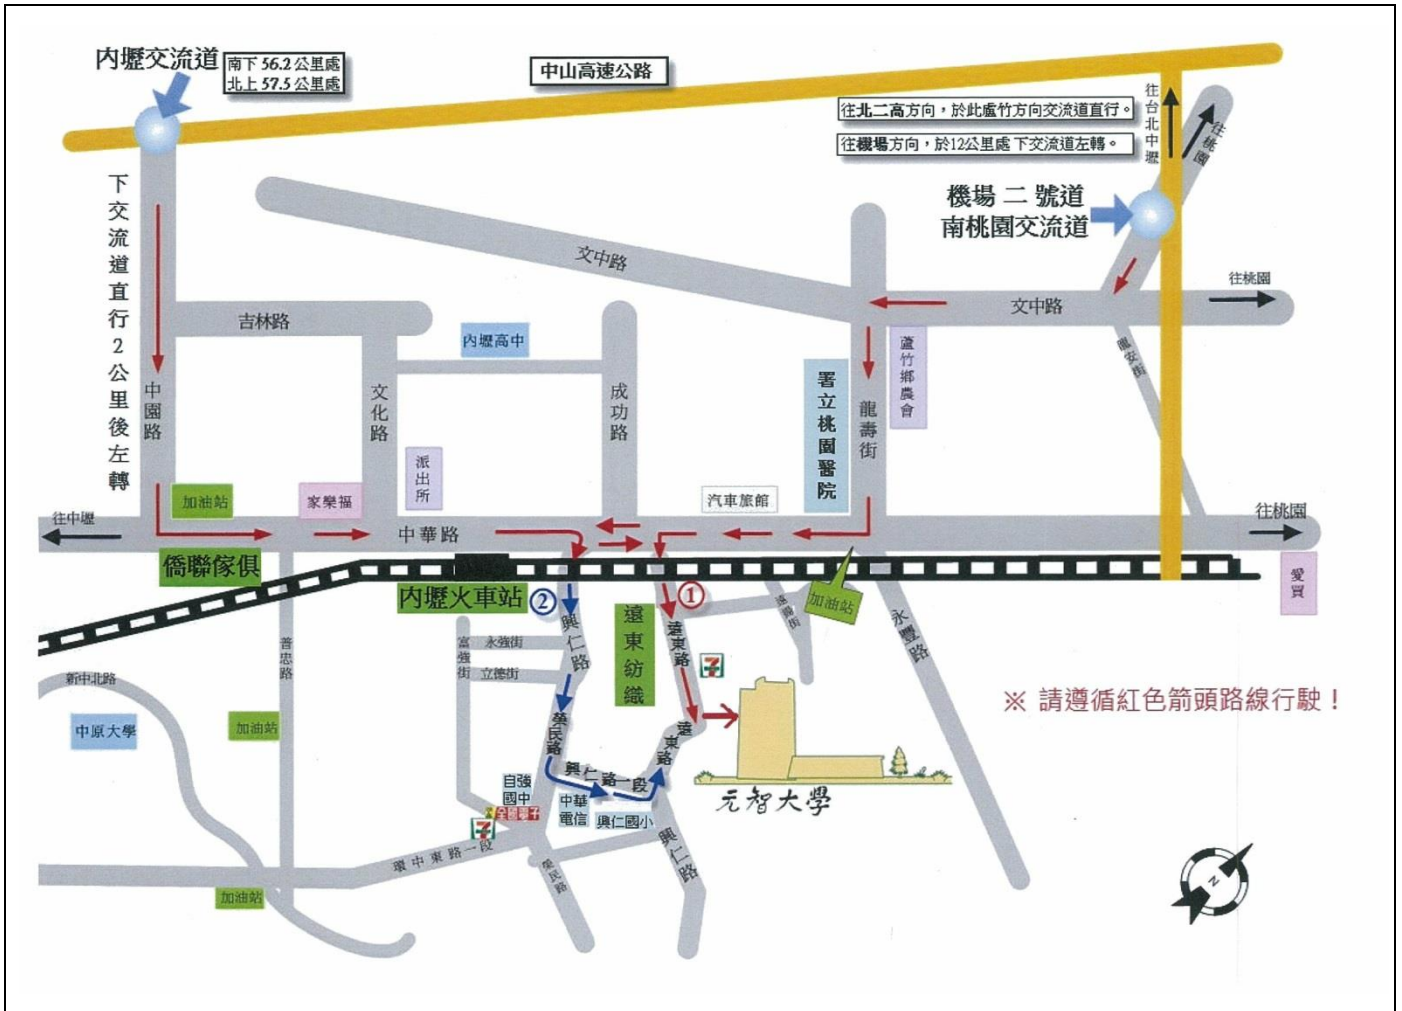 內壢交流道
南下 56.2 公里處
北上 57.5 公里處
中山高速公路
往台北中壢
往北二高方向，於此處竹方向交流道直行。
往機場方向，於12公里處 下交流道左轉。
往桃園
下交流道直行2公里後左轉
機場 二 號道
南桃園交流道
文中路
往桃園
文中路
吉林路
內壢高中
蘆竹鄉農會
龍安街
中園路
文化路
成功路
署立桃園醫院
龍壽街
派出所
加油站
家樂福
汽車旅館
往中壢
中華路
往桃園
僑聯傢俱
內壢火車站
②
①
愛買
加油站
遠東紡織
遠東路
遠揚街
永豐路
興仁路
富強街
永強街
立德街
普忠路
新中北路
7
※ 請遵循紅色箭頭路線行駛！
中原大學
加油站
榮民路
遠東路
興仁路一段
自強
國中
全國電子
7
中華
電信
興仁國小
元智大學
環中東路一段
榮民路
興仁路
加油站
N